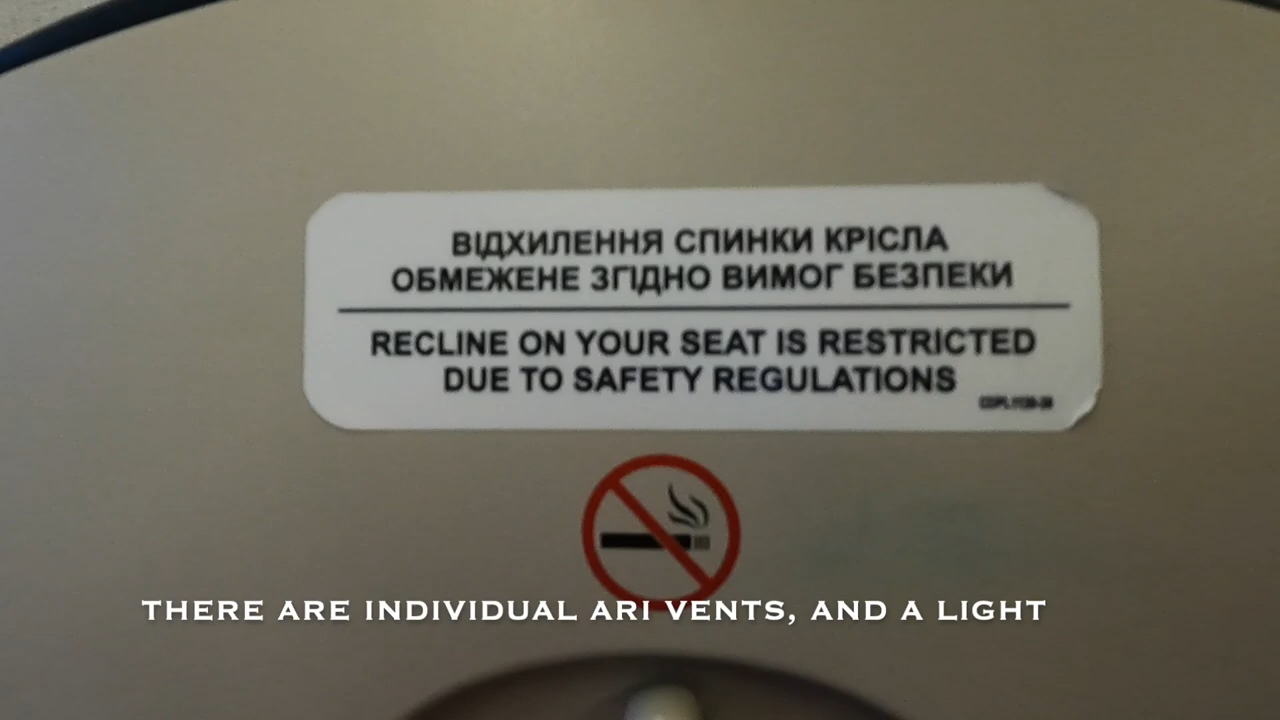 ВІДХИЛЕННЯ СПИНКИ КРІСЛА
ОБМЕЖЕНЕ ЗГІДНО ВИМОГ БЕЗПЕКИ
RECLINE ON YOUR SEAT IS RESTRICTED
DUE TO SAFETY REGULATIONS
THERE ARE INDIVIDUAL ARI VENTS, AND A LIGHT